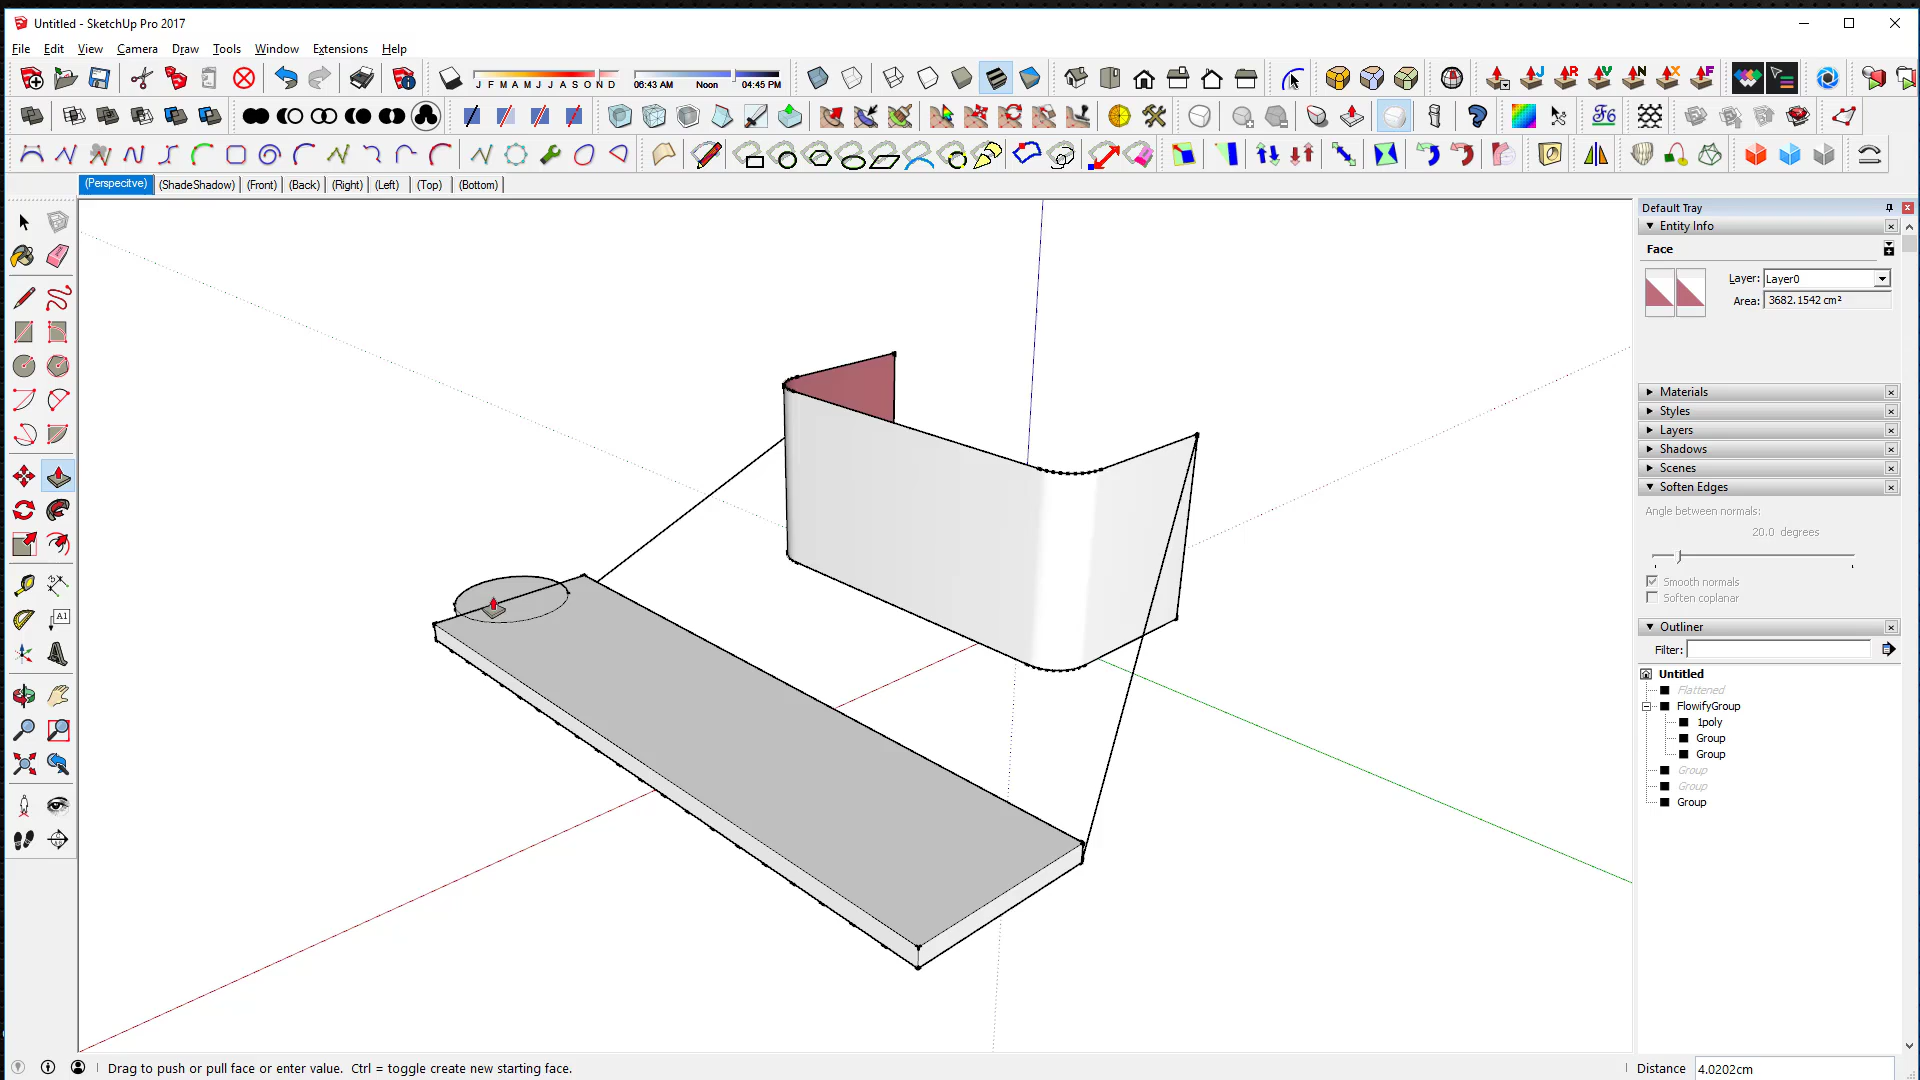 Untitled - SketchUp Pro 2017
File Edit View Camera Draw Tools Window Extensions Help
J F M A M J J A S O N D
06:43 AM Noon 04:45 PM
(Perspective) (ShadeShadow) (Front) (Back) (Right) (Left) (Top) (Bottom)
Default Tray
Entity Info
Face
Layer: Layer0
Area: 3682.1542 cm²
Materials
Styles
Layers
Shadows
Scenes
Soften Edges
Angle between normals:
20.0 degrees
Smooth normals
Soften coplanar
Outliner
Filter:
Untitled
Flattened
FlowifyGroup
1poly
Group
Group
Group
Group
Group
Drag to push or pull face or enter value. Ctrl = toggle create new starting face.
Distance 4.0202cm